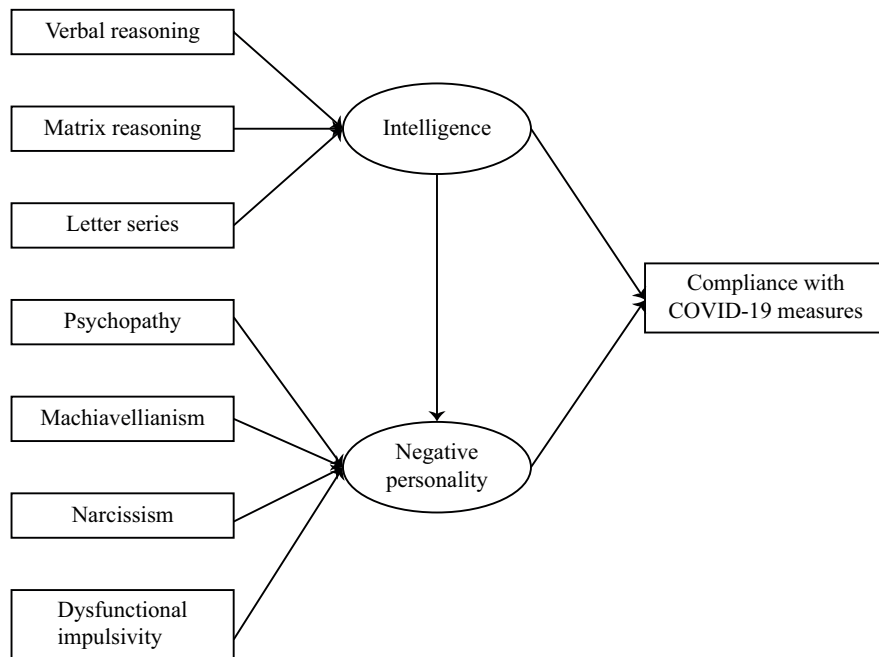 Verbal reasoning
Matrix reasoning
Letter series
Psychopathy
Machiavellianism
Narcissism
Dysfunctional
impulsivity
Intelligence
Negative
personality
Compliance with
COVID-19 measures